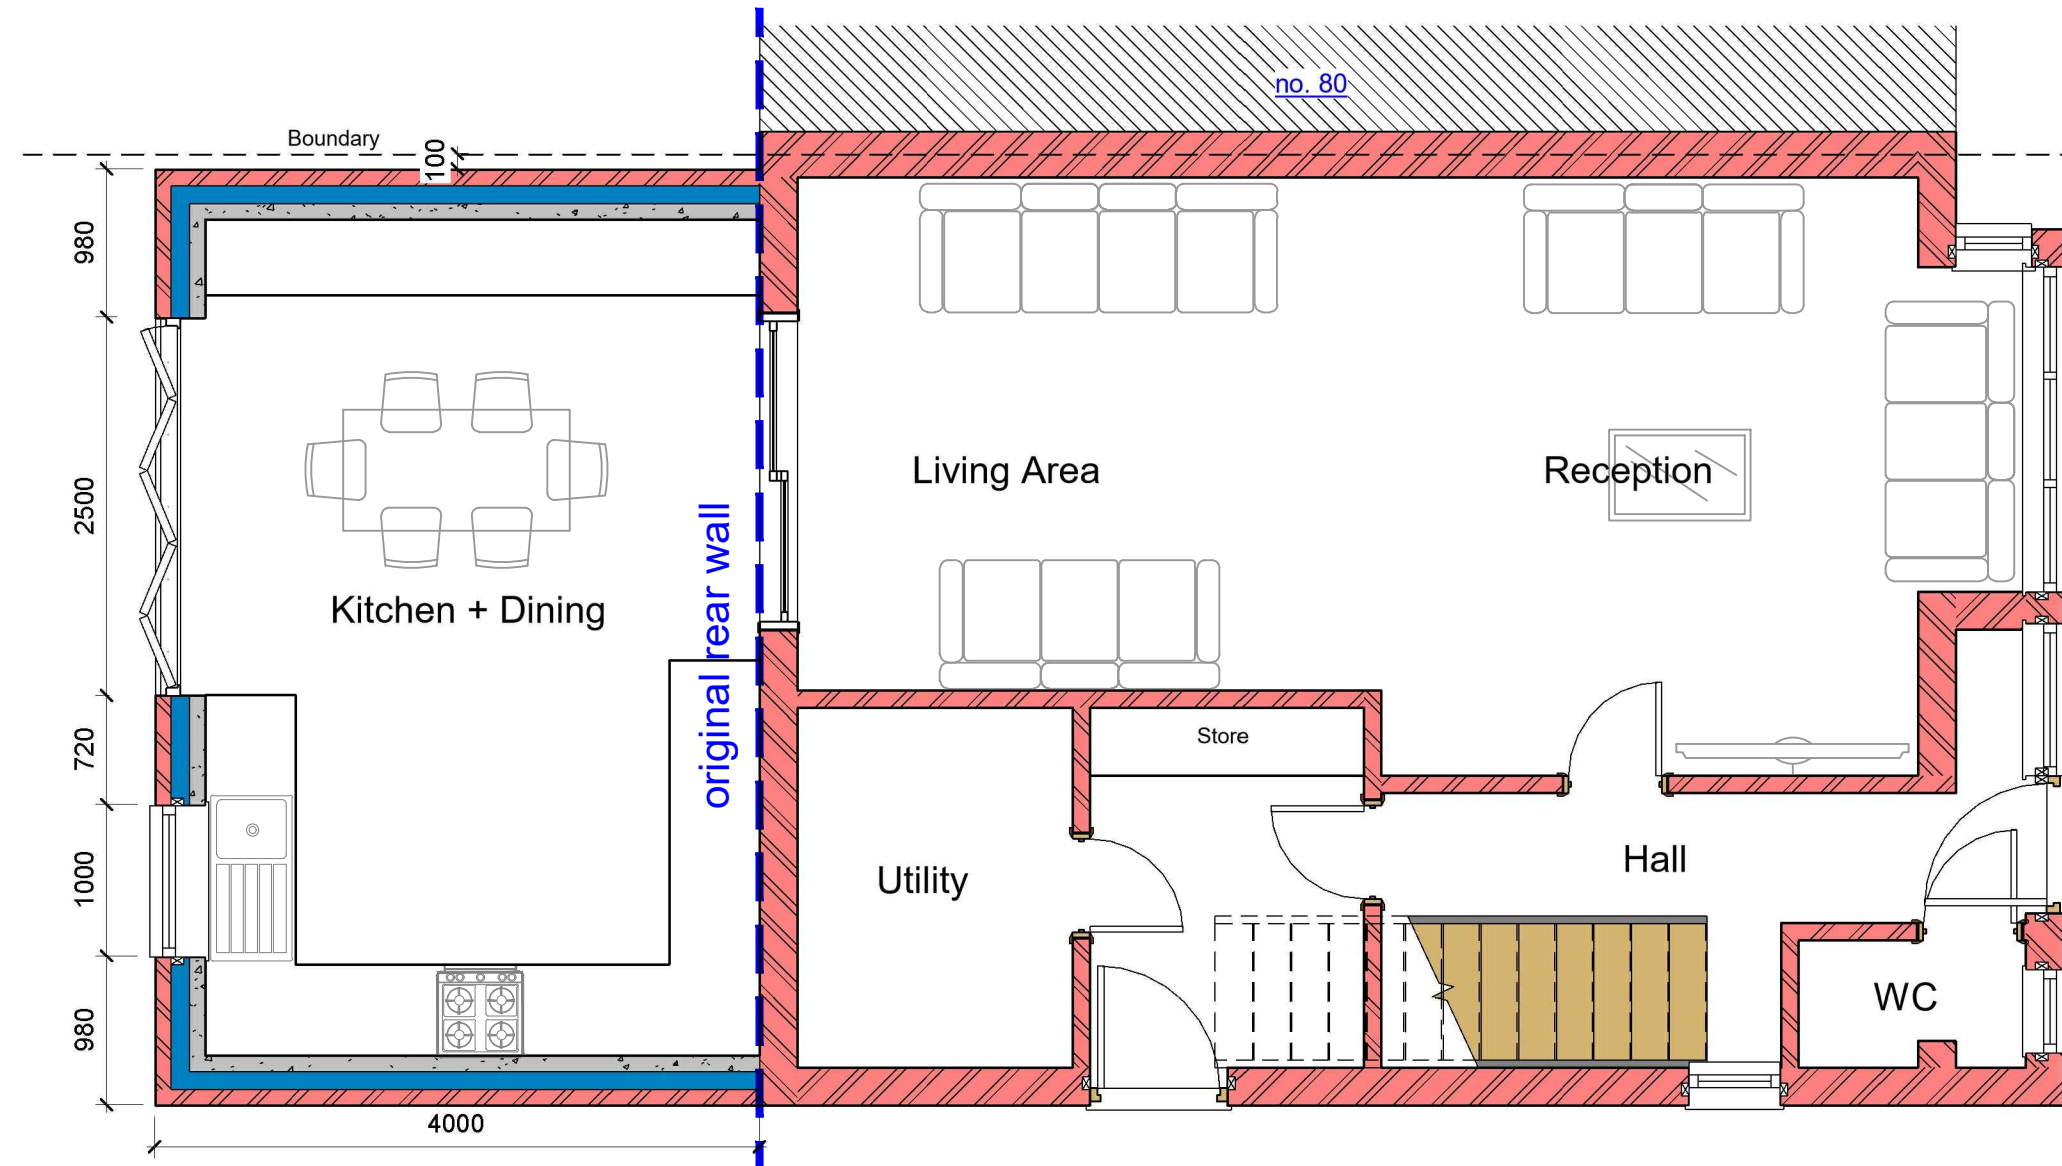 no. 80
Boundary
100
980
2500
720
1000
980
4000
original rear wall
Living Area
Reception
Kitchen + Dining
Store
Utility
Hall
WC